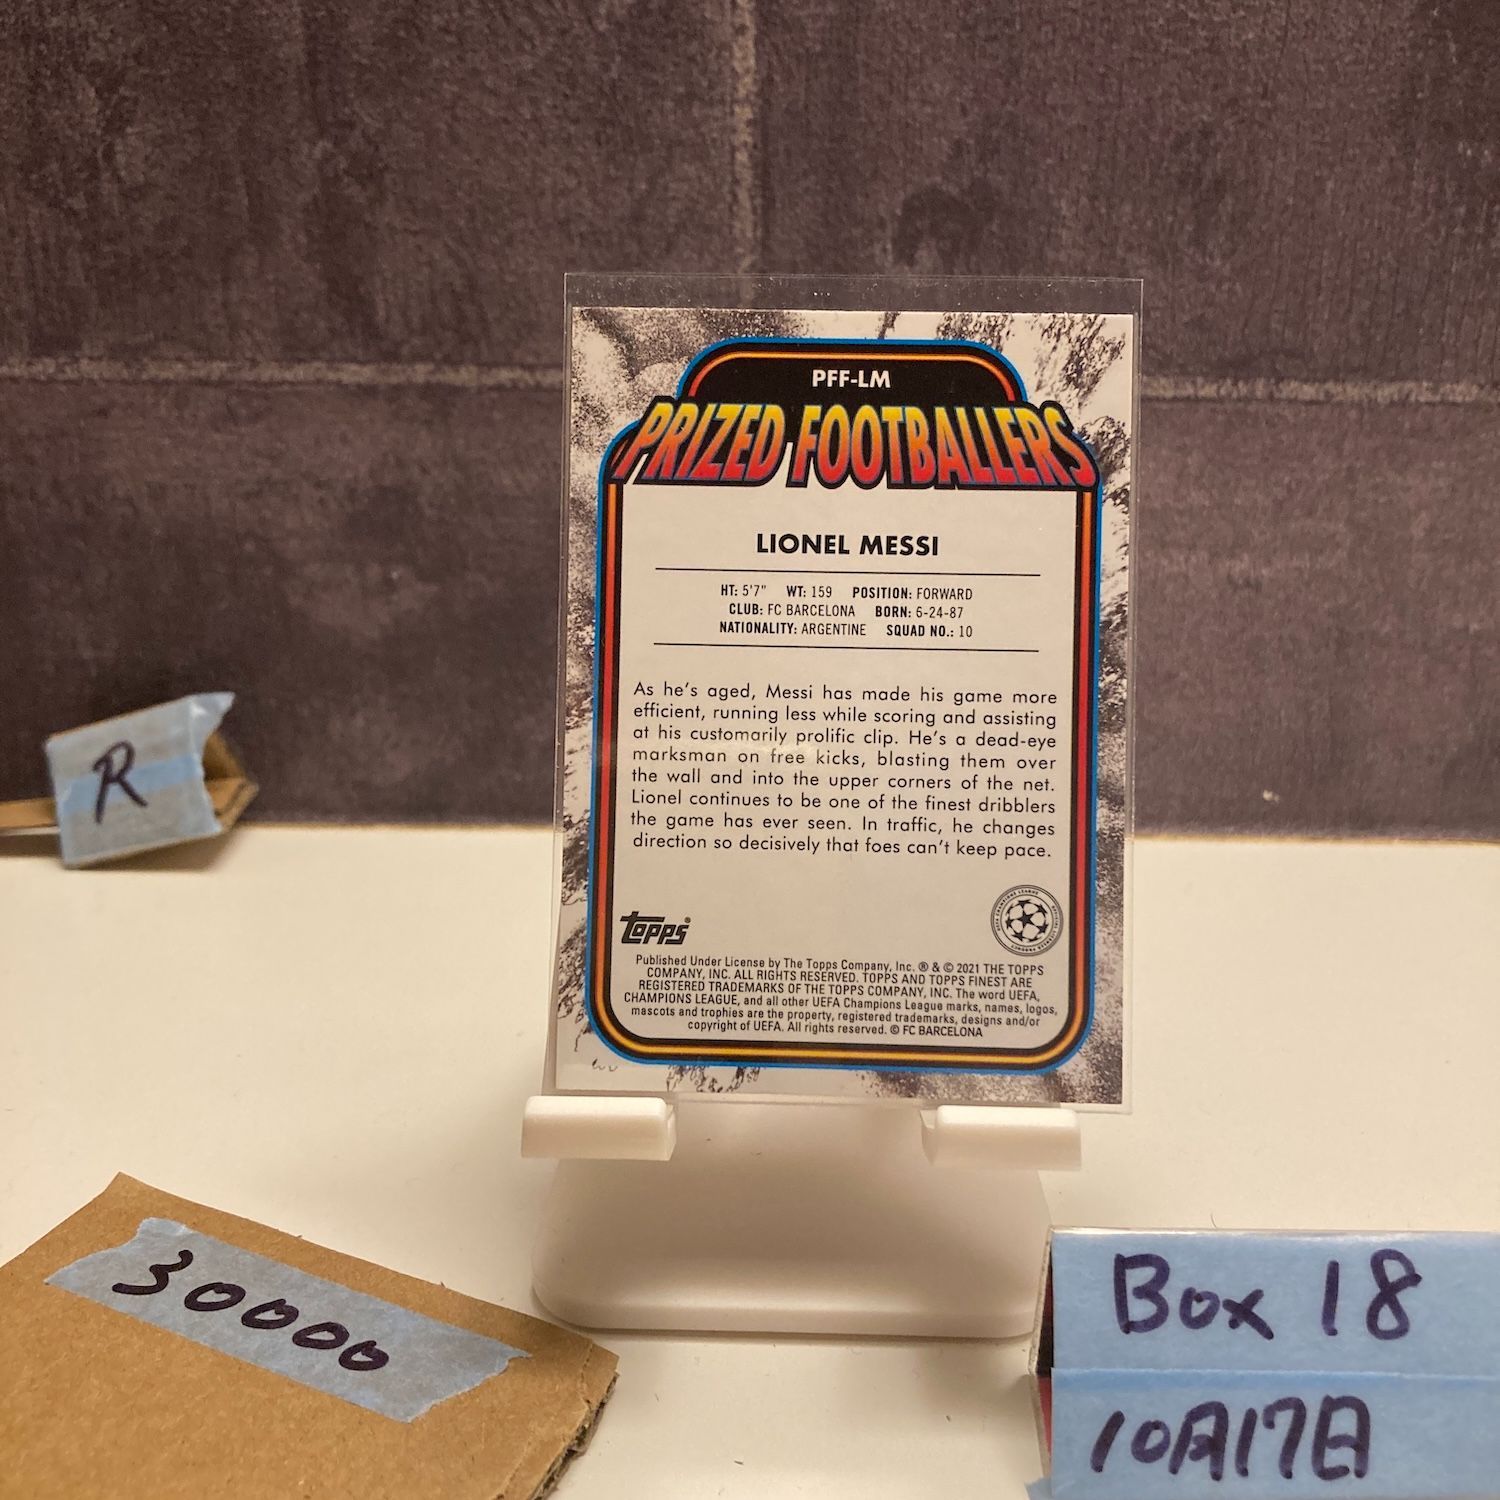 PFF-LM
PRIZED FOOTBALLERS
LIONEL MESSI
HT: 5'7" WT: 159 POSITION: FORWARD
CLUB: FC BARCELONA BORN: 6-24-87
NATIONALITY: ARGENTINE SQUAD NO.: 10
As he's aged, Messi has made his game more
efficient, running less while scoring and assisting
at his customarily prolific clip. He's a dead-eye
marksman on free kicks, blasting them over
the wall and into the upper corners of the net.
Lionel continues to be one of the finest dribblers
the game has ever seen. In traffic, he changes
direction so decisively that foes can't keep pace.
topps®
Published Under License by The Topps Company, Inc. ® & © 2021 THE TOPPS
COMPANY, INC. ALL RIGHTS RESERVED. TOPPS AND TOPPS FINEST ARE
REGISTERED TRADEMARKS OF THE TOPPS COMPANY, INC. The word UEFA,
CHAMPIONS LEAGUE, and all other UEFA Champions League marks, names, logos,
mascots and trophies are the property, registered trademarks, designs and/or
copyright of UEFA. All rights reserved. © FC BARCELONA
R
30000
Box 18
10月17日